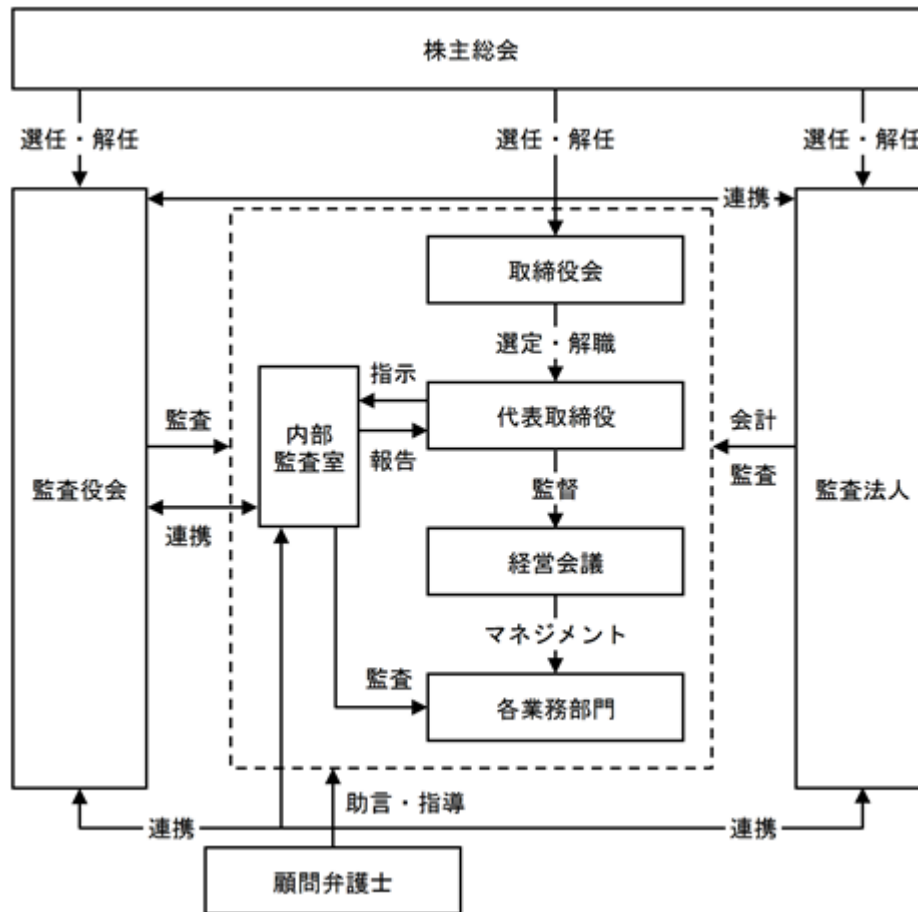 株主総会
選任・解任
選任・解任
選任・解任
連携
取締役会
選定・解職
指示
代表取締役
会計
監査
内部
監査室
報告
監査
監査役会
監督
監査法人
連携
経営会議
マネジメント
監査
各業務部門
助言・指導
連携
連携
顧問弁護士